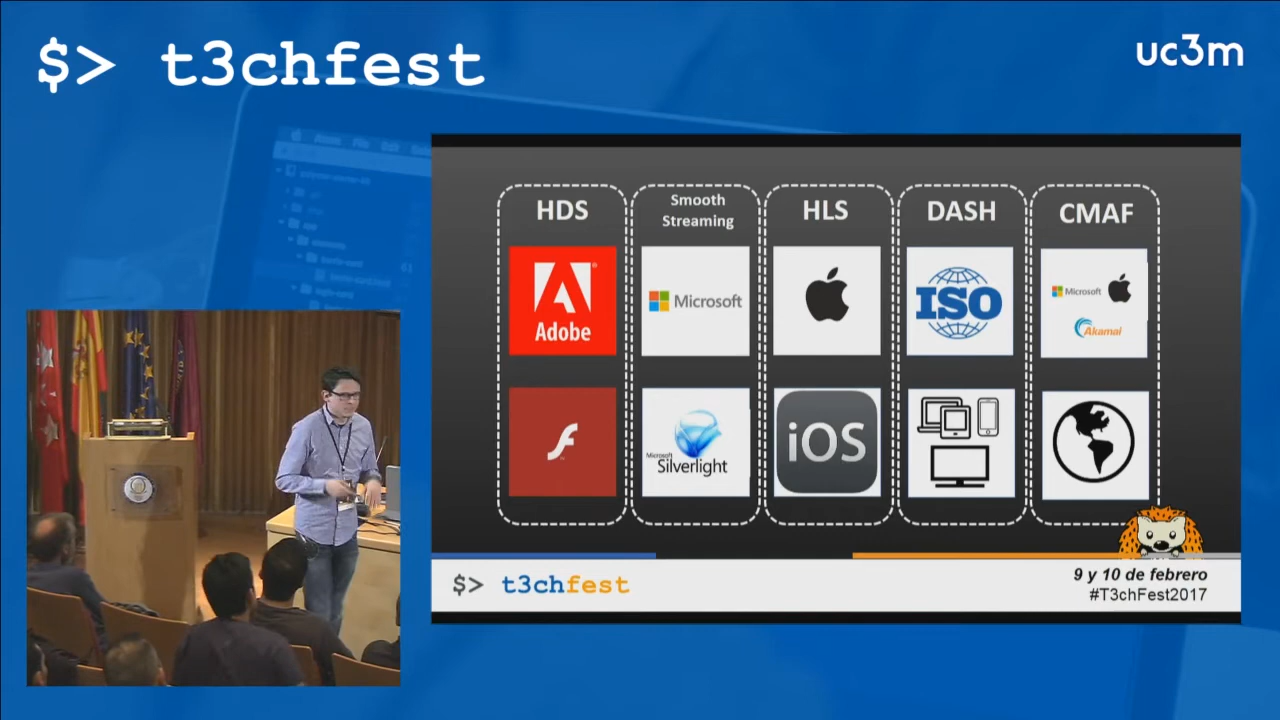 $> t3chfest
uc3m
HDS
Smooth
Streaming
HLS
DASH
CMAF
Adobe
Microsoft
ISO
Microsoft
Akamai
Microsoft
Silverlight
iOS
$> t3chfest
9 y 10 de febrero
#T3chFest2017